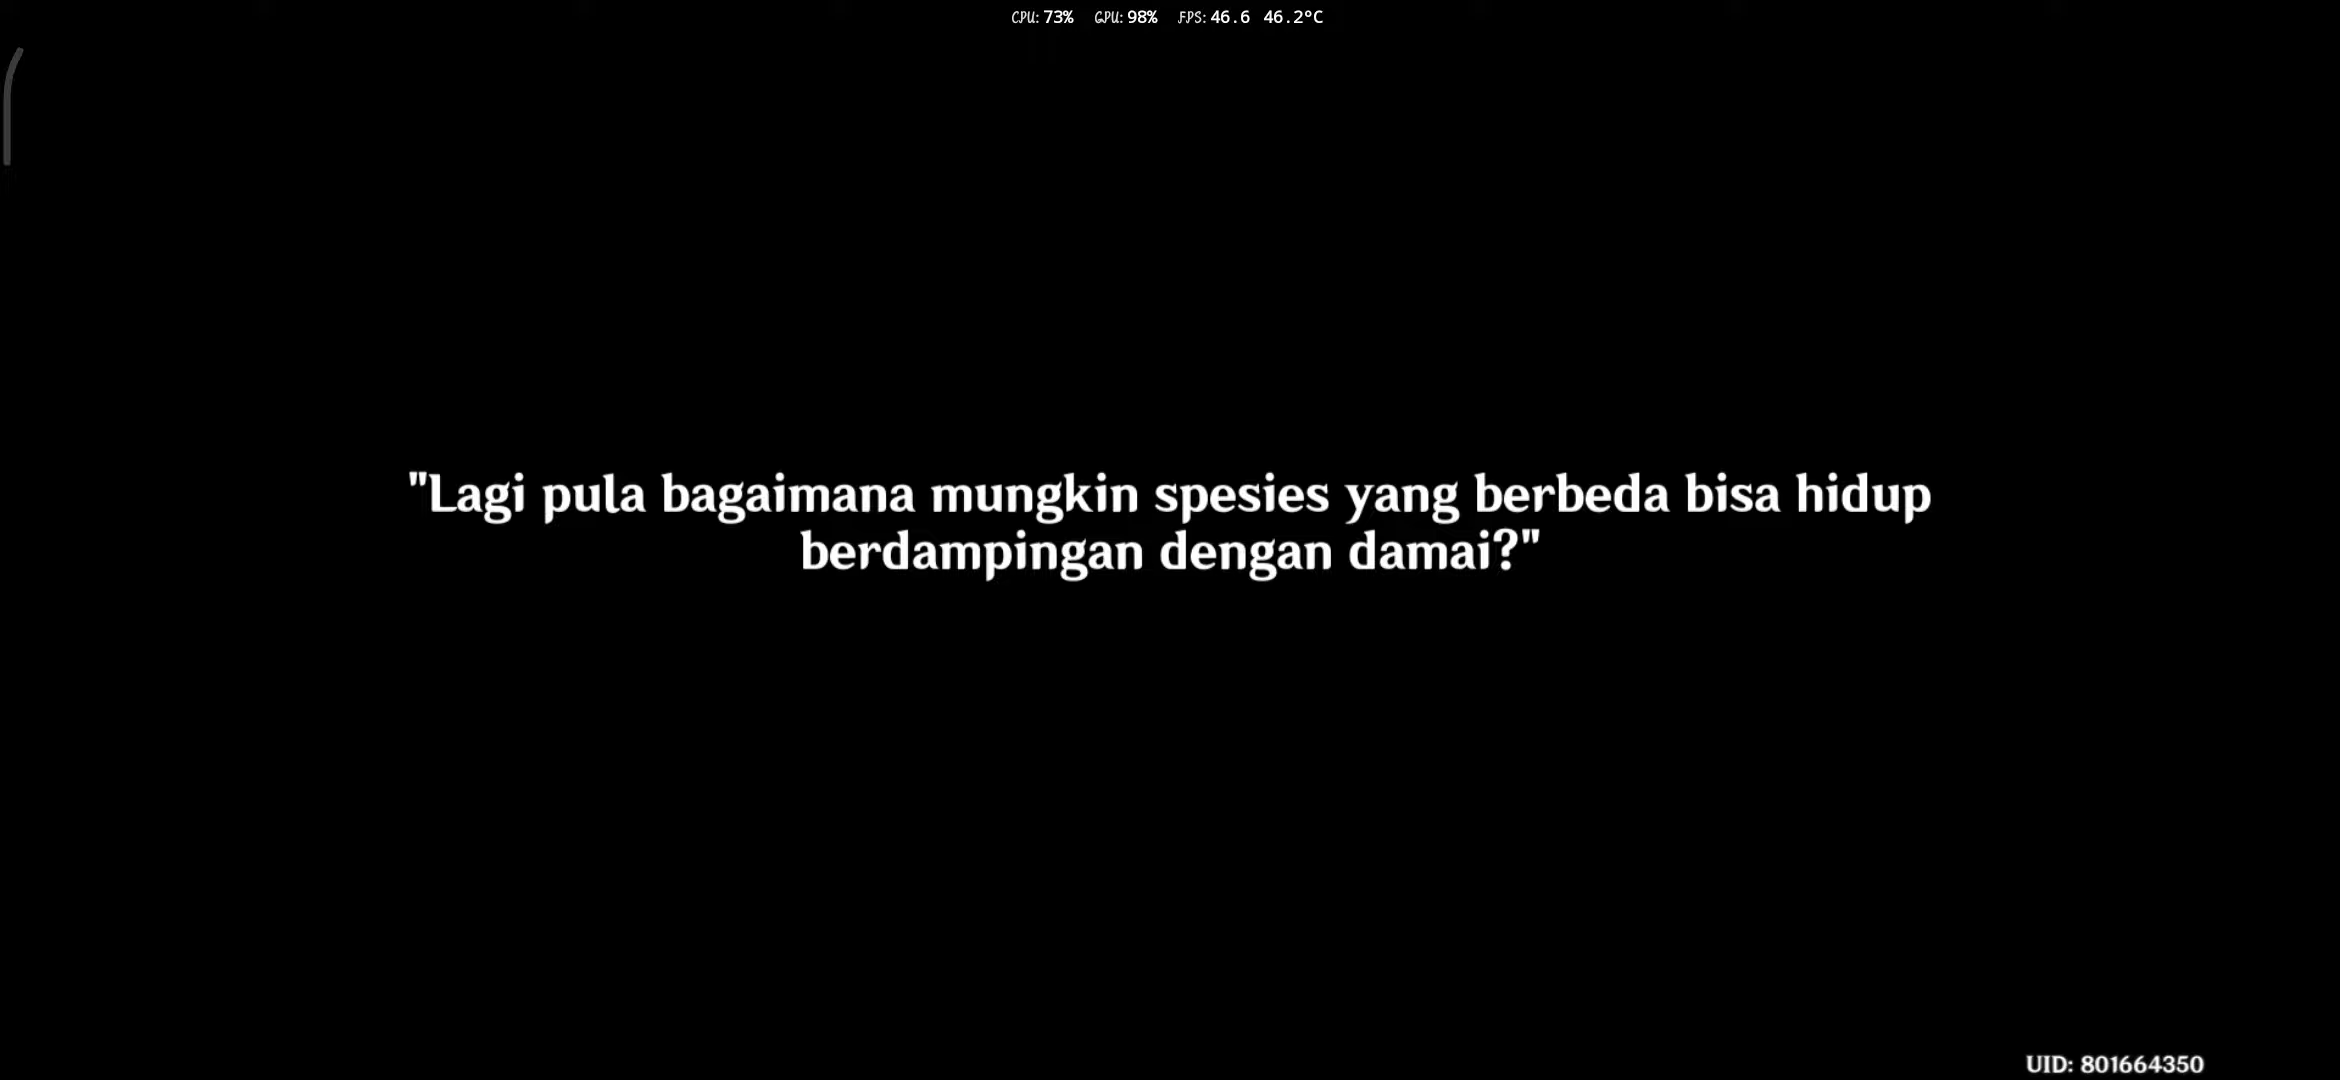 CPU: 73% GPU: 98% FPS: 46.6 46.2°C
"Lagi pula bagaimana mungkin spesies yang berbeda bisa hidup
berdampingan dengan damai?"
UID: 801664350